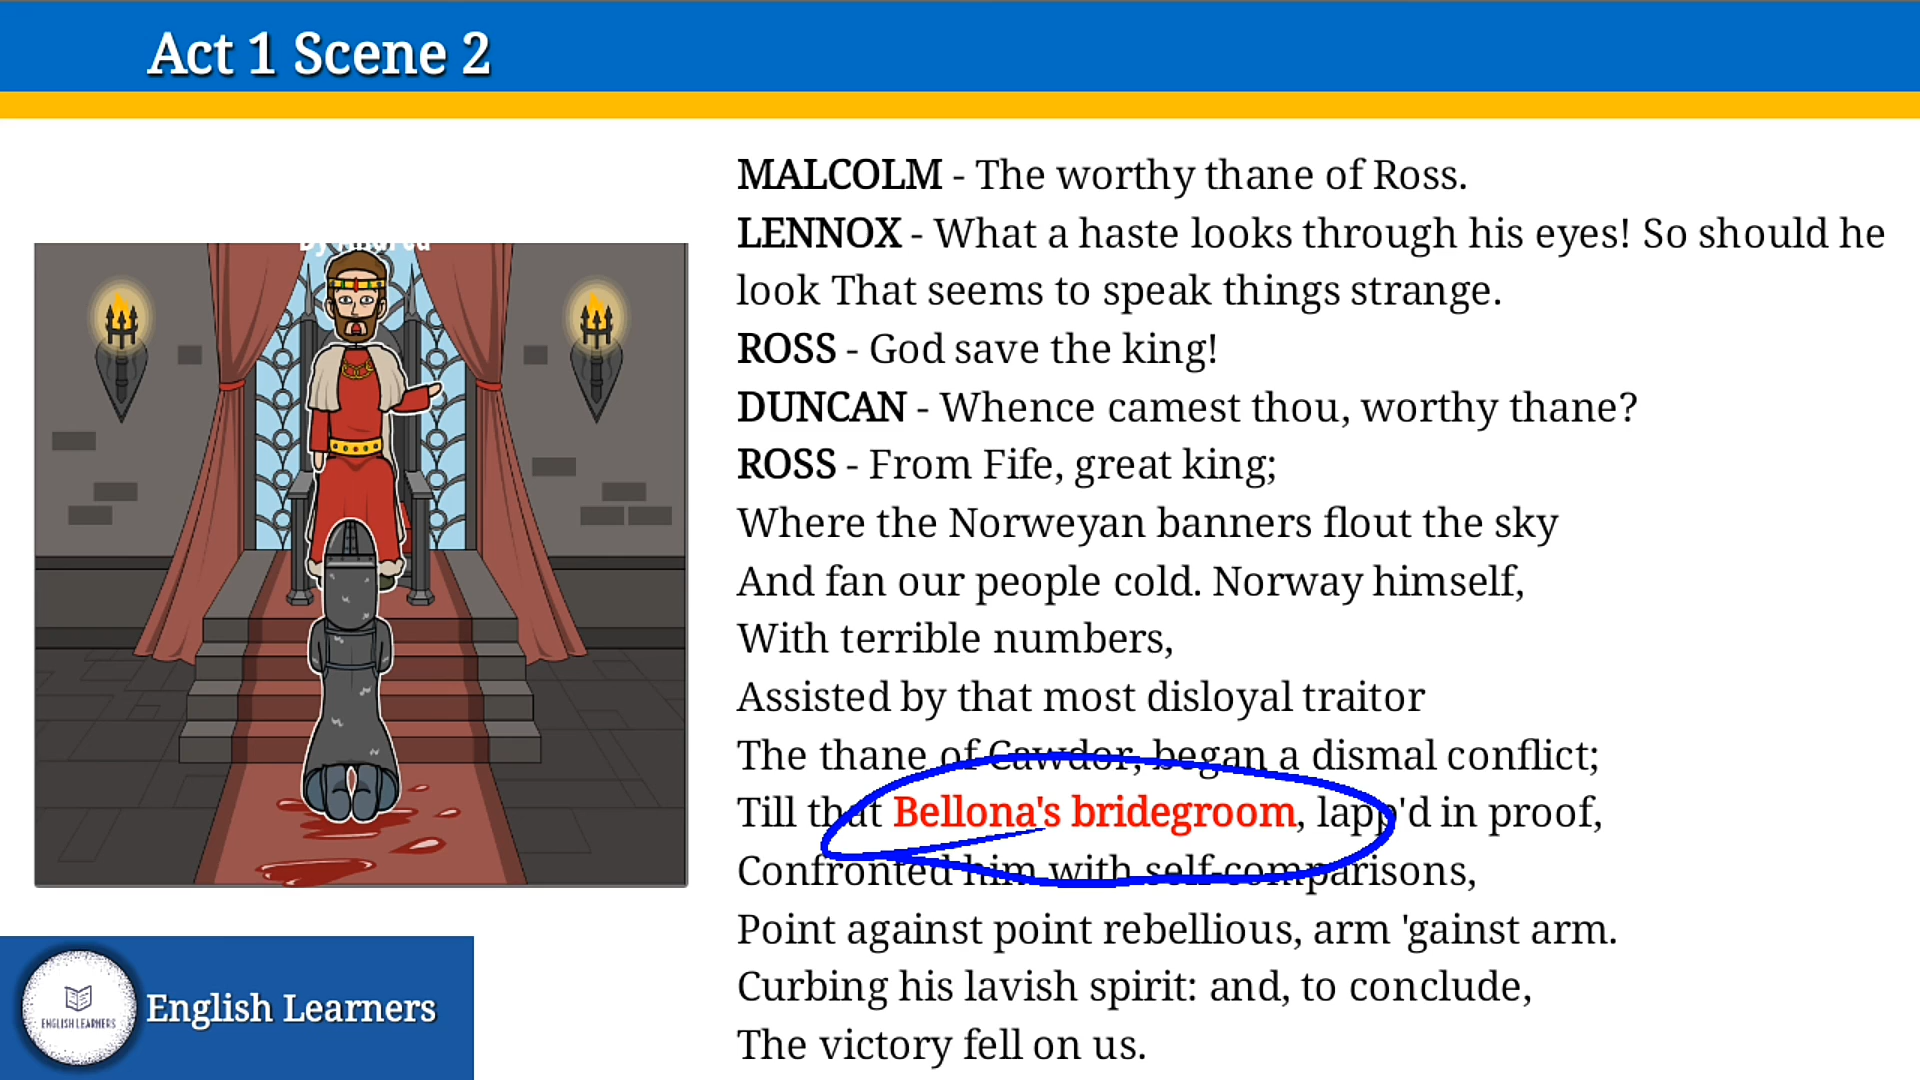 Act 1 Scene 2
MALCOLM - The worthy thane of Ross.
LENNOX - What a haste looks through his eyes! So should he
look That seems to speak things strange.
ROSS - God save the king!
DUNCAN - Whence camest thou, worthy thane?
ROSS - From Fife, great king;
Where the Norweyan banners flout the sky
And fan our people cold. Norway himself,
With terrible numbers,
Assisted by that most disloyal traitor
The thane of Cawdor, began a dismal conflict;
Till that Bellona's bridegroom, lapp'd in proof,
Confronted him with self-comparisons,
Point against point rebellious, arm 'gainst arm.
Curbing his lavish spirit: and, to conclude,
The victory fell on us.
ENGLISH LEARNERS
English Learners